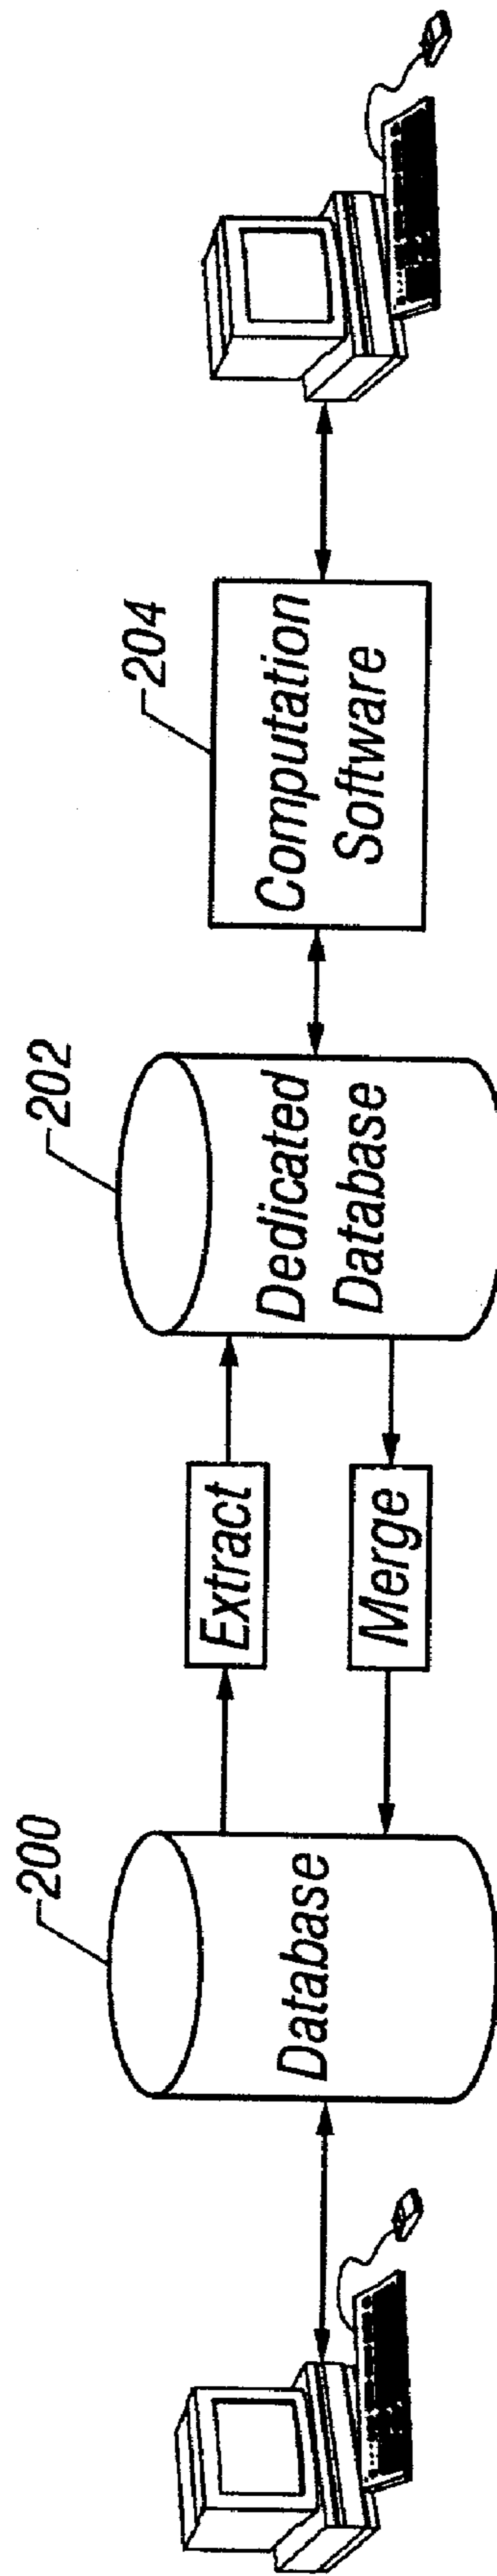 200
Database
Extract
Merge
202
Dedicated
Database
204
Computation
Software